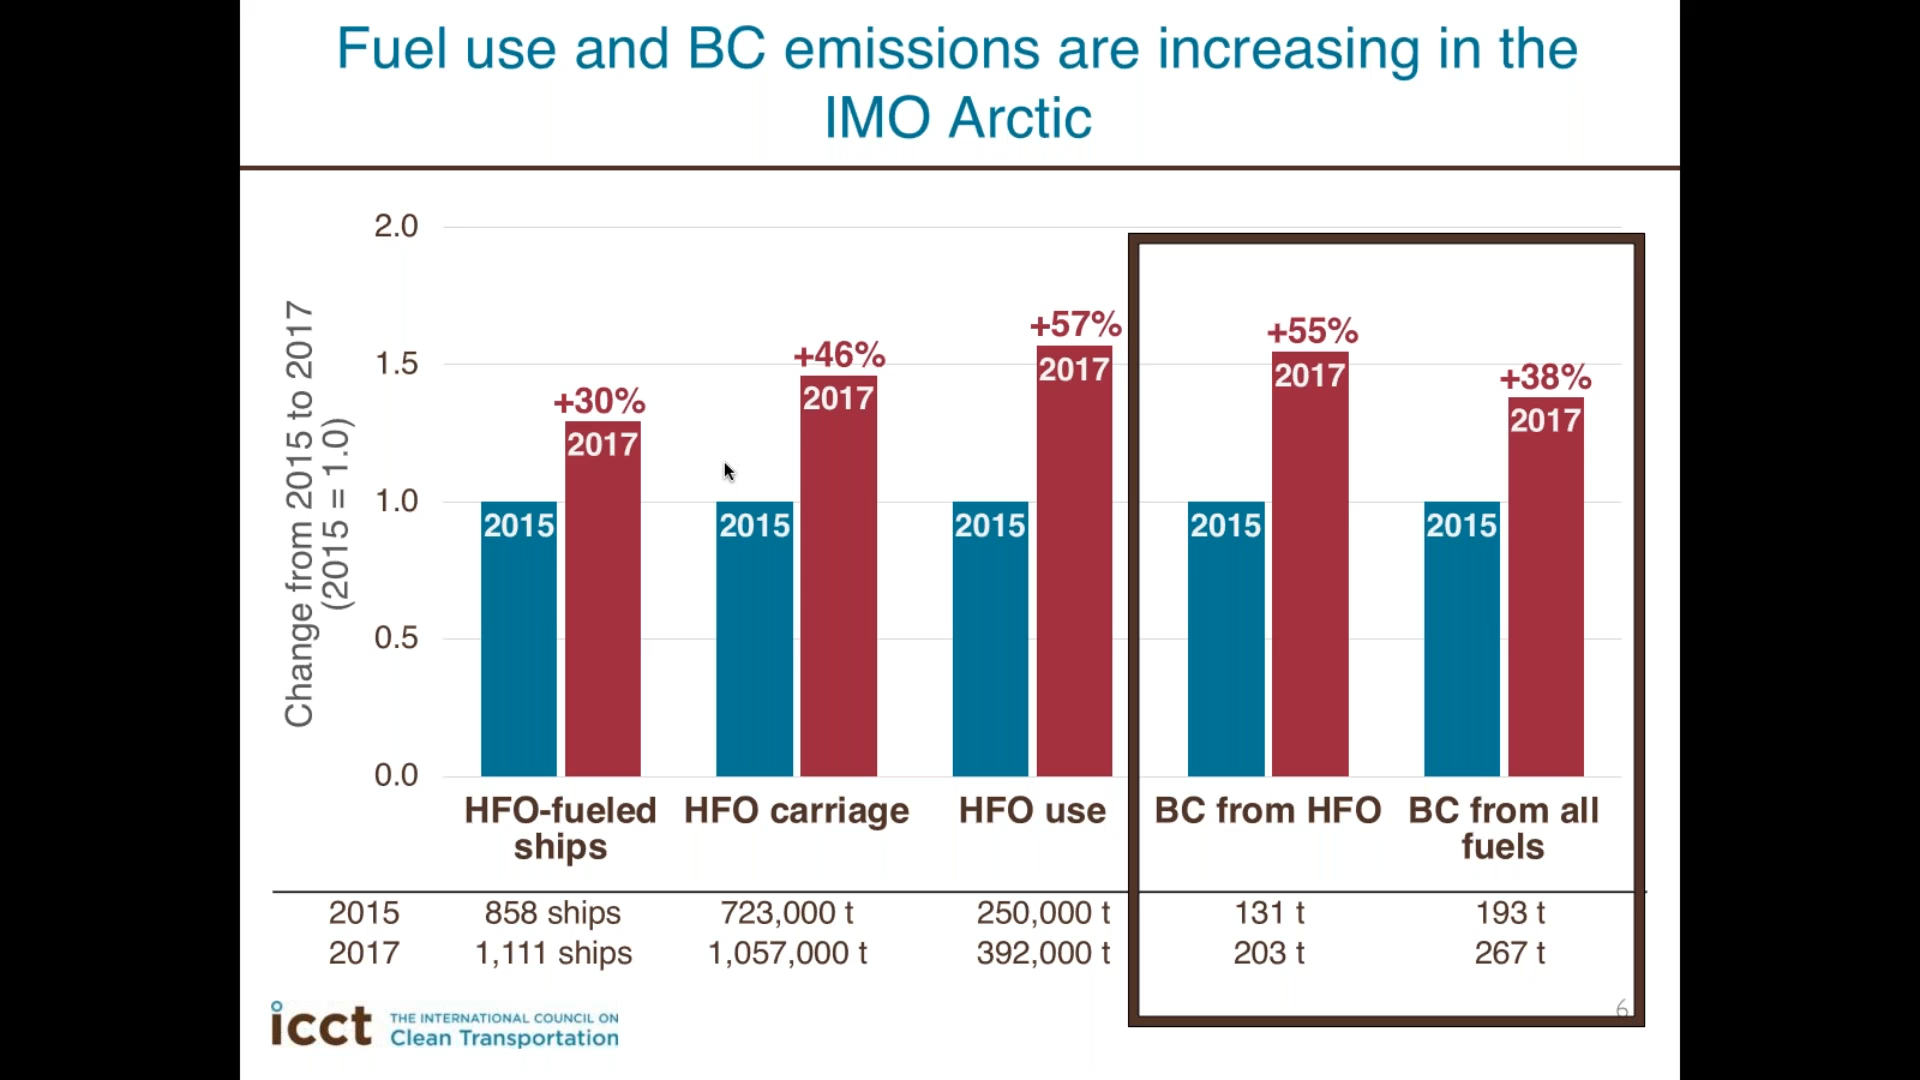 Fuel use and BC emissions are increasing in the
IMO Arctic
Change from 2015 to 2017
(2015 = 1.0)
2.0
1.5
1.0
0.5
0.0
+30%
+46%
+57%
+55%
+38%
2015
2017
2015
2017
2015
2017
2015
2017
2015
2017
HFO-fueled
ships
HFO carriage
HFO use
BC from HFO
BC from all
fuels
2015 858 ships 723,000 t 250,000 t 131 t 193 t
2017 1,111 ships 1,057,000 t 392,000 t 203 t 267 t
6
icct
THE INTERNATIONAL COUNCIL ON
Clean Transportation